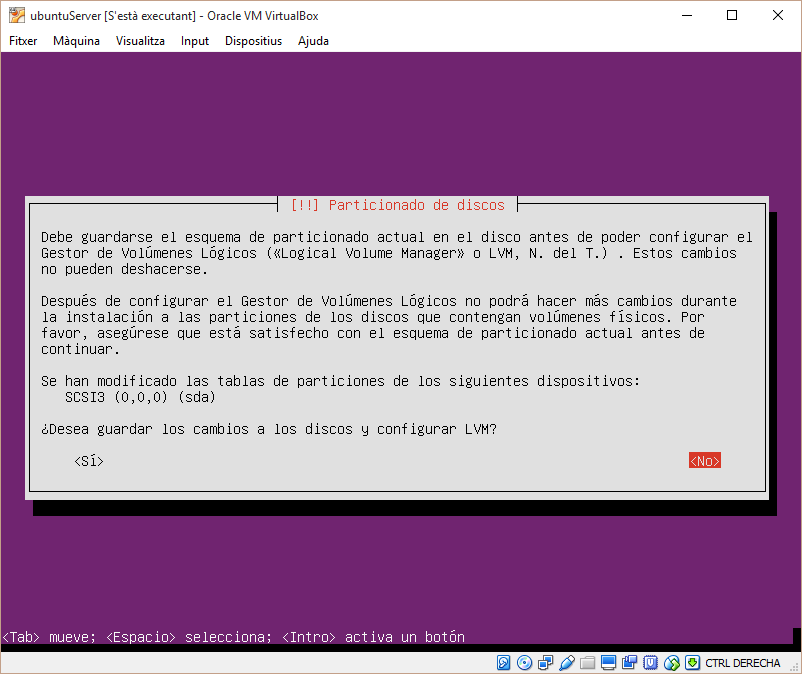 ubuntuServer [S'està executant] - Oracle VM VirtualBox
Fitxer Màquina Visualitza Input Dispositius Ajuda
[!!] Particionado de discos
Debe guardarse el esquema de particionado actual en el disco antes de poder configurar el
Gestor de Volúmenes Lógicos («Logical Volume Manager» o LVM, N. del T.) . Estos cambios
no pueden deshacerse.
Después de configurar el Gestor de Volúmenes Lógicos no podrá hacer más cambios durante
la instalación a las particiones de los discos que contengan volúmenes físicos. Por
favor, asegúrese que está satisfecho con el esquema de particionado actual antes de
continuar.
Se han modificado las tablas de particiones de los siguientes dispositivos:
SCSI3 (0,0,0) (sda)
¿Desea guardar los cambios a los discos y configurar LVM?
<Sí> <No>
<Tab> mueve; <Espacio> selecciona; <Intro> activa un botón
CTRL DERECHA